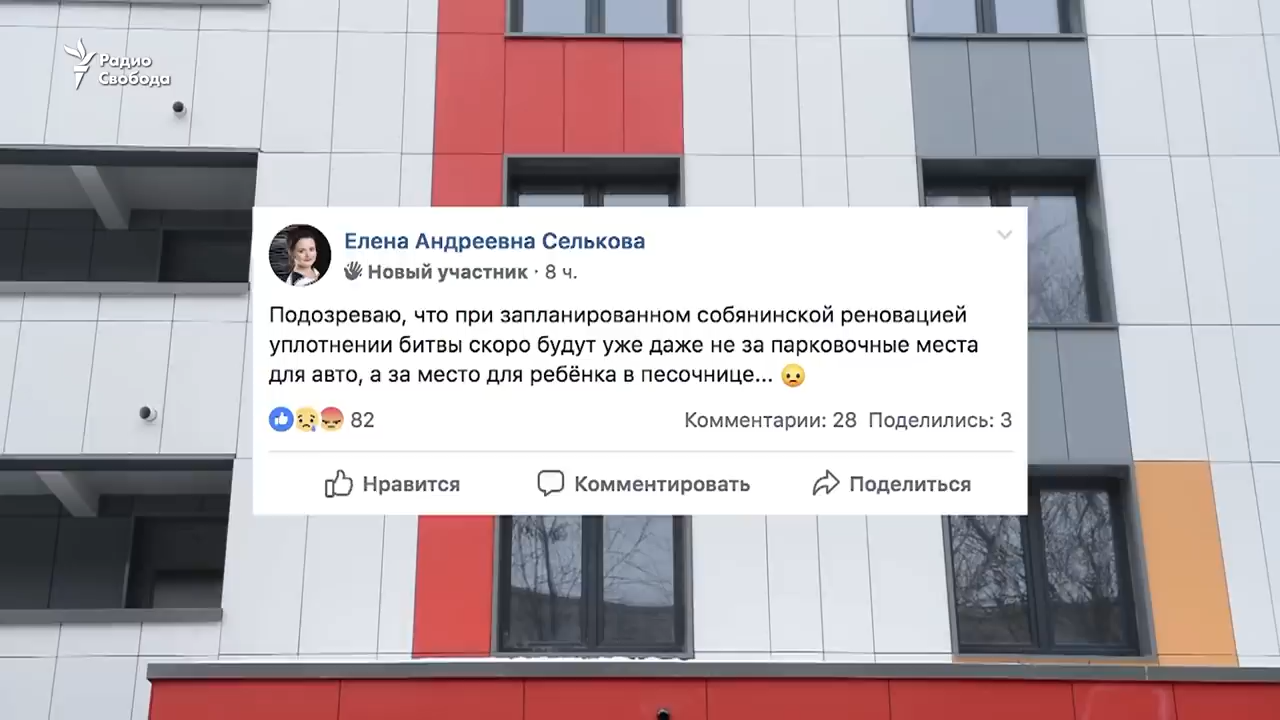 Радио
Свобода
Елена Андреевна Селькова
Новый участник · 8 ч.
Подозреваю, что при запланированном собянинской реновацией
уплотнении битвы скоро будут уже даже не за парковочные места
для авто, а за место для ребёнка в песочнице... 😦
82
Комментарии: 28 Поделились: 3
Нравится
Комментировать
Поделиться